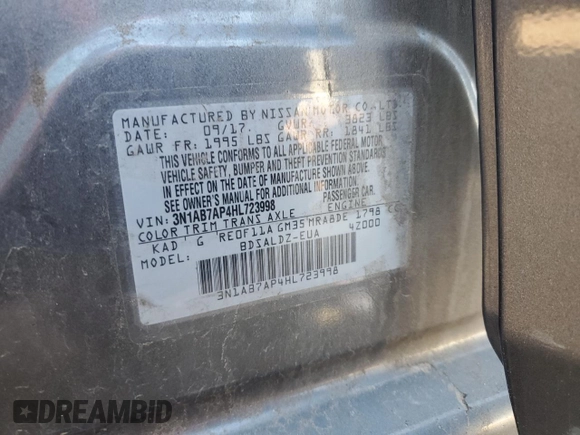 MANUFACTURED BY NISSAN MOTOR CO.,LTD.
DATE: 09/17. GVWR: 3823 LBS
GAWR FR: 1995 LBS GAWR RR: 1841 LBS
THIS VEHICLE CONFORMS TO ALL APPLICABLE FEDERAL MOTOR
VEHICLE SAFETY, BUMPER AND THEFT PREVENTION STANDARDS
IN EFFECT ON THE DATE OF MANUFACTURE SHOWN ABOVE.
SEE OWNER'S MANUAL FOR ADDITIONAL INFORMATION.
VIN: 3N1AB7AP4HL723998 PASSENGER CAR.
COLOR TRIM TRANS AXLE ENGINE
KAD G RE0F11A GM35 MRA8DE 1798
MODEL: BDSALDZ-EUA 4Z000
3N1AB7AP4HL723998
DREAMBID